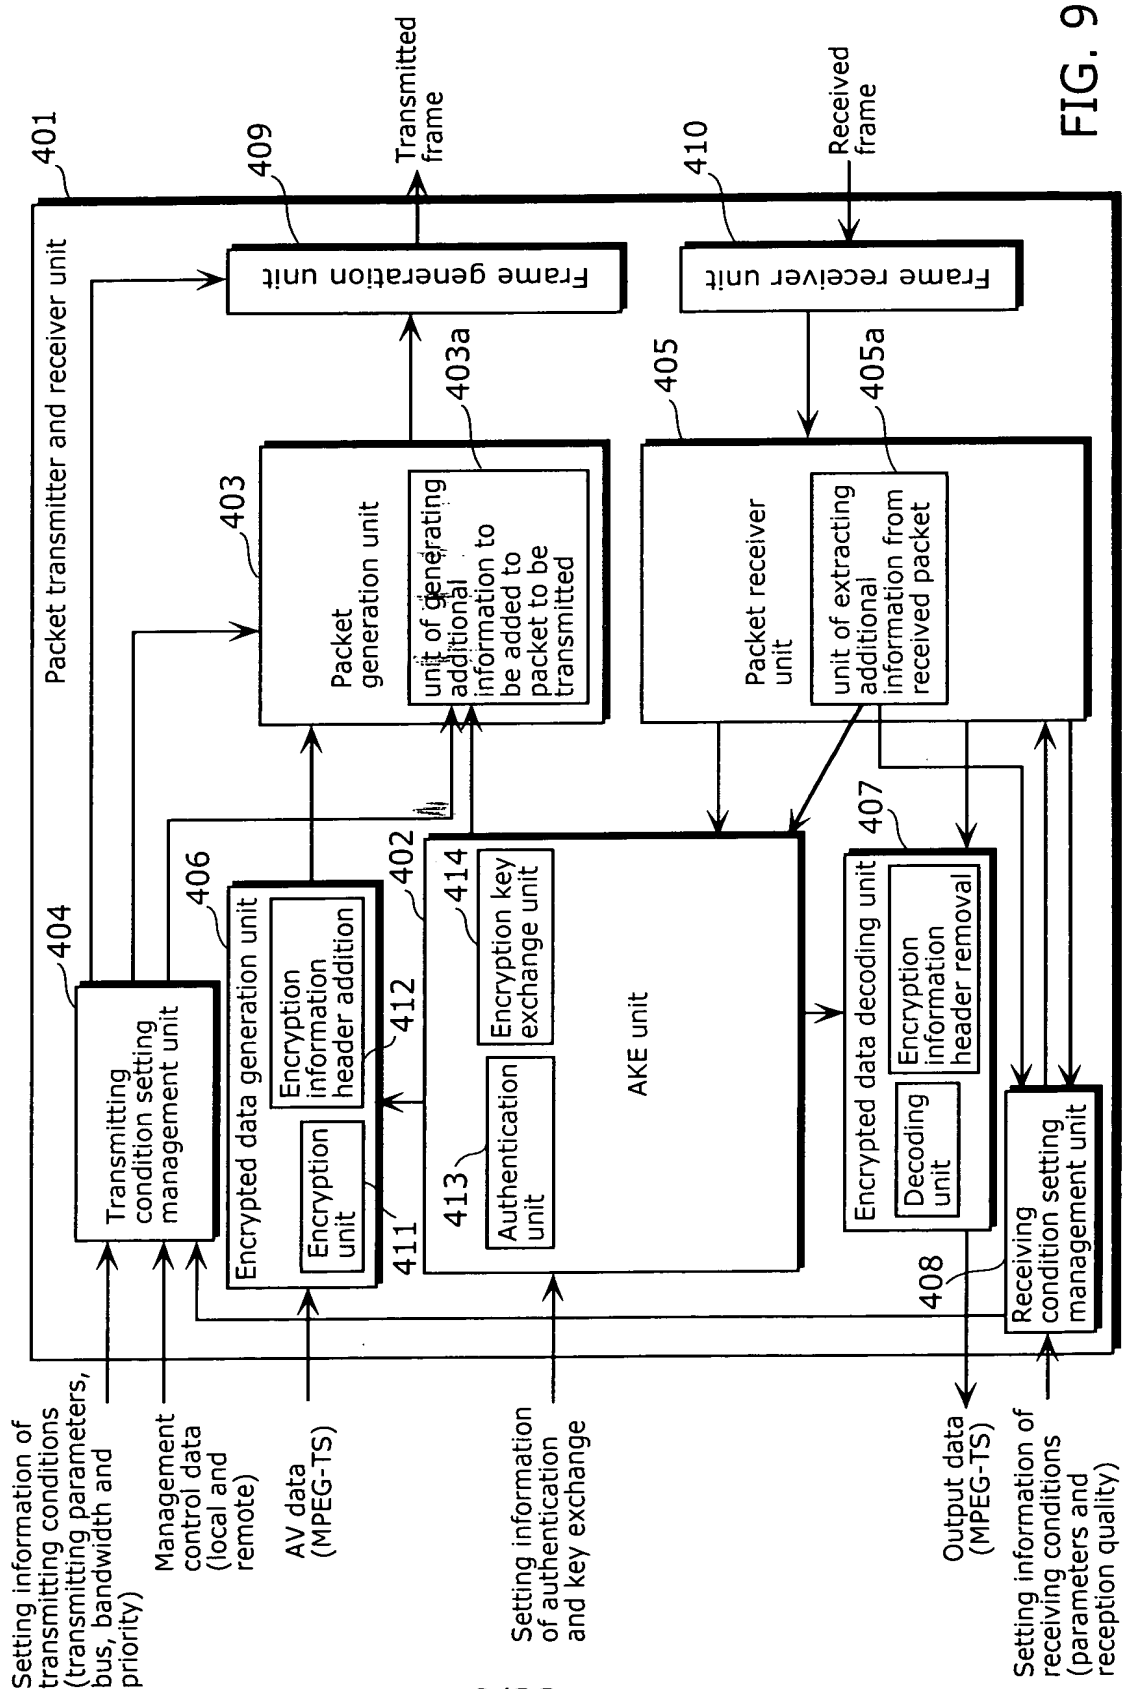 FIG. 9
401
Packet transmitter and receiver unit
Setting information of
transmitting conditions
(transmitting parameters,
bus, bandwidth and
priority)
Management
control data
(local and
remote)
404
Transmitting
condition setting
management unit
AV data
(MPEG-TS)
406
Encrypted data generation unit
Encryption
unit
411
Encryption
information
header addition
412
403
Packet
generation unit
403a
unit of generating
additional
information to
be added to
packet to be
transmitted
409
Frame generation unit
Transmitted
frame
Setting information
of authentication
and key exchange
402
413
Authentication
unit
414
Encryption key
exchange unit
AKE unit
405
Packet receiver
unit
405a
unit of extracting
additional
information from
received packet
410
Frame receiver unit
Received
frame
Output data
(MPEG-TS)
407
Encrypted data decoding unit
Decoding
unit
Encryption
information
header removal
Setting information of
receiving conditions
(parameters and
reception quality)
408
Receiving
condition setting
management unit